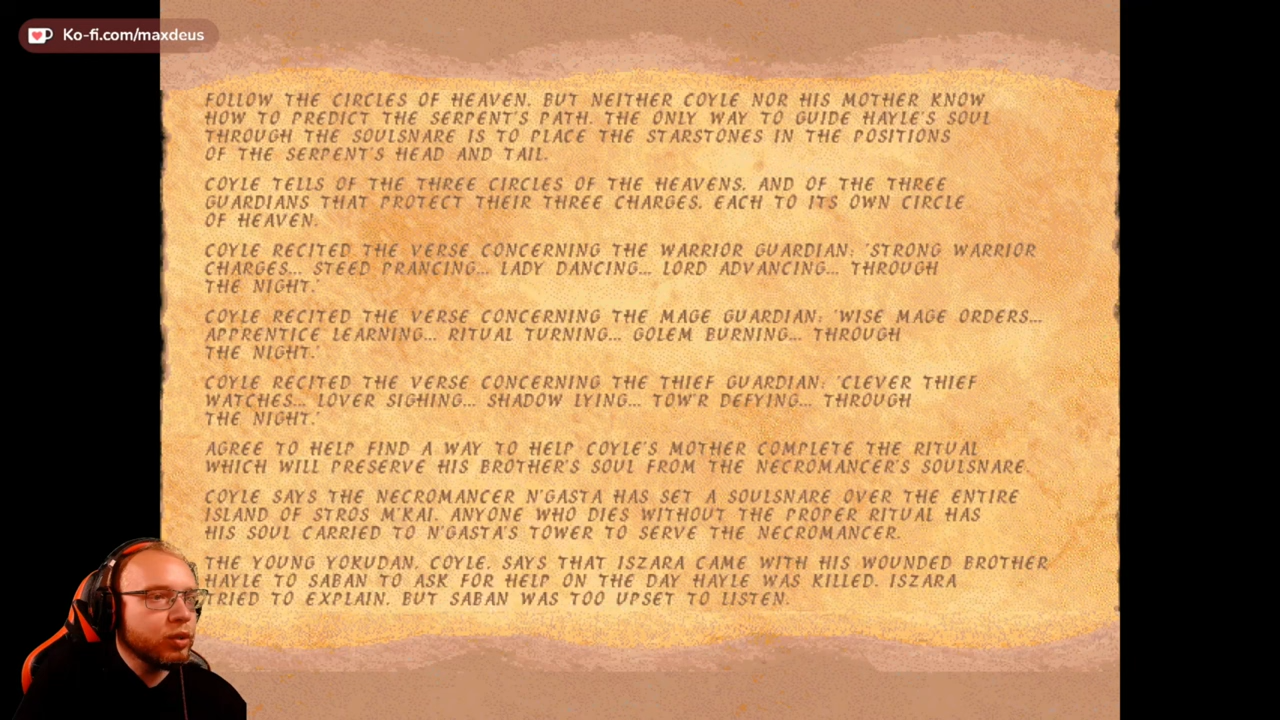 Ko-fi.com/maxdeus
FOLLOW THE CIRCLES OF HEAVEN. BUT NEITHER COYLE NOR HIS MOTHER KNOW
HOW TO PREDICT THE SERPENT'S PATH. THE ONLY WAY TO GUIDE HAYLE'S SOUL
THROUGH THE SOULSNARE IS TO PLACE THE STARSTONES IN THE POSITIONS
OF THE SERPENT'S HEAD AND TAIL.
COYLE TELLS OF THE THREE CIRCLES OF THE HEAVENS. AND OF THE THREE
GUARDIANS THAT PROTECT THEIR THREE CHARGES. EACH TO ITS OWN CIRCLE
OF HEAVEN.
COYLE RECITED THE VERSE CONCERNING THE WARRIOR GUARDIAN: 'STRONG WARRIOR
CHARGES... STEED PRANCING... LADY DANCING... LORD ADVANCING... THROUGH
THE NIGHT.'
COYLE RECITED THE VERSE CONCERNING THE MAGE GUARDIAN: 'WISE MAGE ORDERS...
APPRENTICE LEARNING... RITUAL TURNING... GOLEM BURNING... THROUGH
THE NIGHT.'
COYLE RECITED THE VERSE CONCERNING THE THIEF GUARDIAN: 'CLEVER THIEF
WATCHES... LOVER SIGHING... SHADOW LYING... TOW'R DEFYING... THROUGH
THE NIGHT.'
AGREE TO HELP FIND A WAY TO HELP COYLE'S MOTHER COMPLETE THE RITUAL
WHICH WILL PRESERVE HIS BROTHER'S SOUL FROM THE NECROMANCER'S SOULSNARE.
COYLE SAYS THE NECROMANCER N'GASTA HAS SET A SOULSNARE OVER THE ENTIRE
ISLAND OF STROS M'KAI. ANYONE WHO DIES WITHOUT THE PROPER RITUAL HAS
HIS SOUL CARRIED TO N'GASTA'S TOWER TO SERVE THE NECROMANCER.
THE YOUNG YOKUDAN, COYLE, SAYS THAT ISZARA CAME WITH HIS WOUNDED BROTHER
HAYLE TO SABAN TO ASK FOR HELP ON THE DAY HAYLE WAS KILLED. ISZARA
TRIED TO EXPLAIN, BUT SABAN WAS TOO UPSET TO LISTEN.